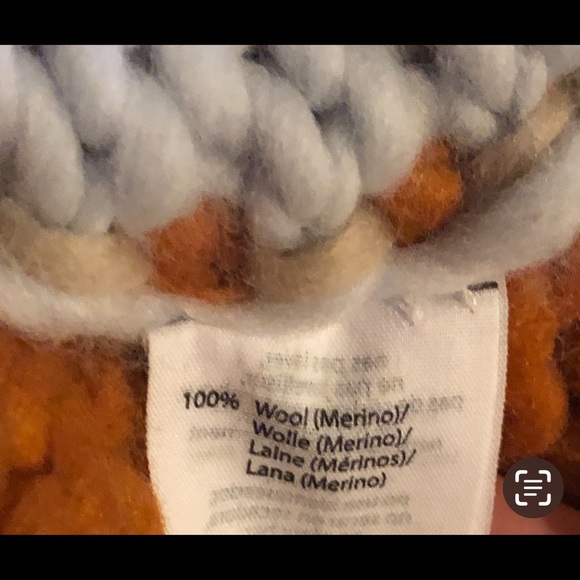 100% Wool (Merino)/
Wolle (Merino)/
Laine (Mérinos)/
Lana (Merino)